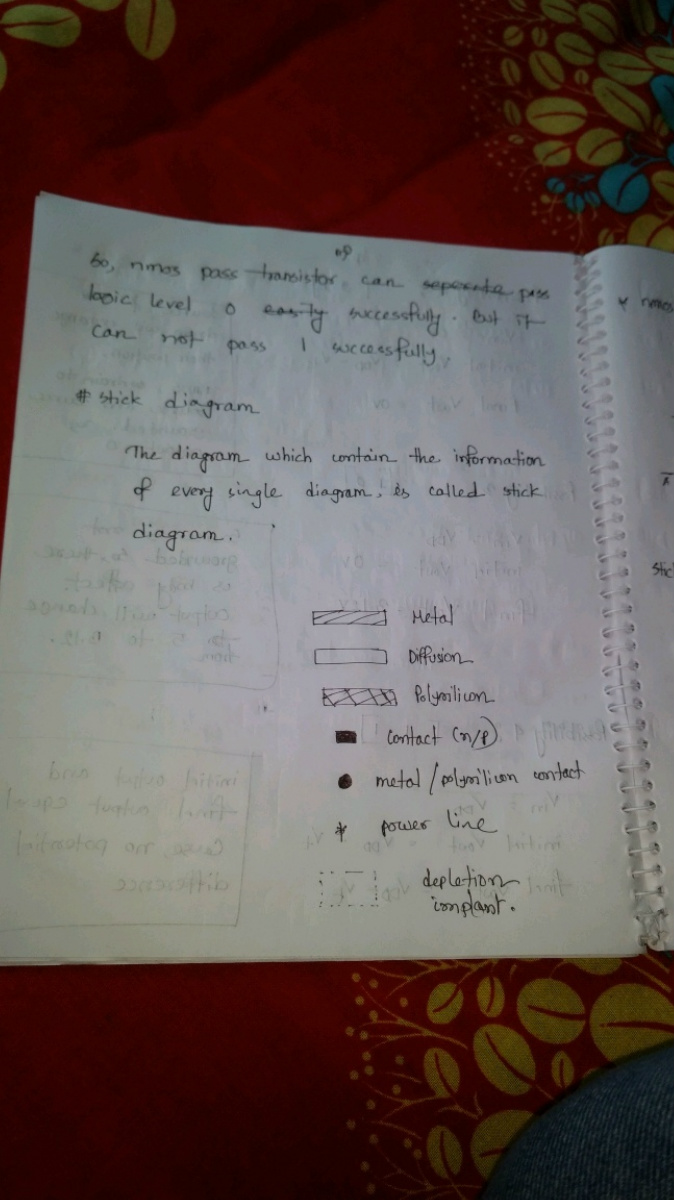 So, nmos pass transistor can seperate pass
logic level 0 easily successfully. But it
can not pass 1 successfully.
# stick diagram
The diagram which contain the information
of every single diagram, is called stick
diagram.
Metal
Diffusion
Polysilicon
contact (n/p)
metal/polysilicon contact
* power line
depletion
implant.
nmos
stic